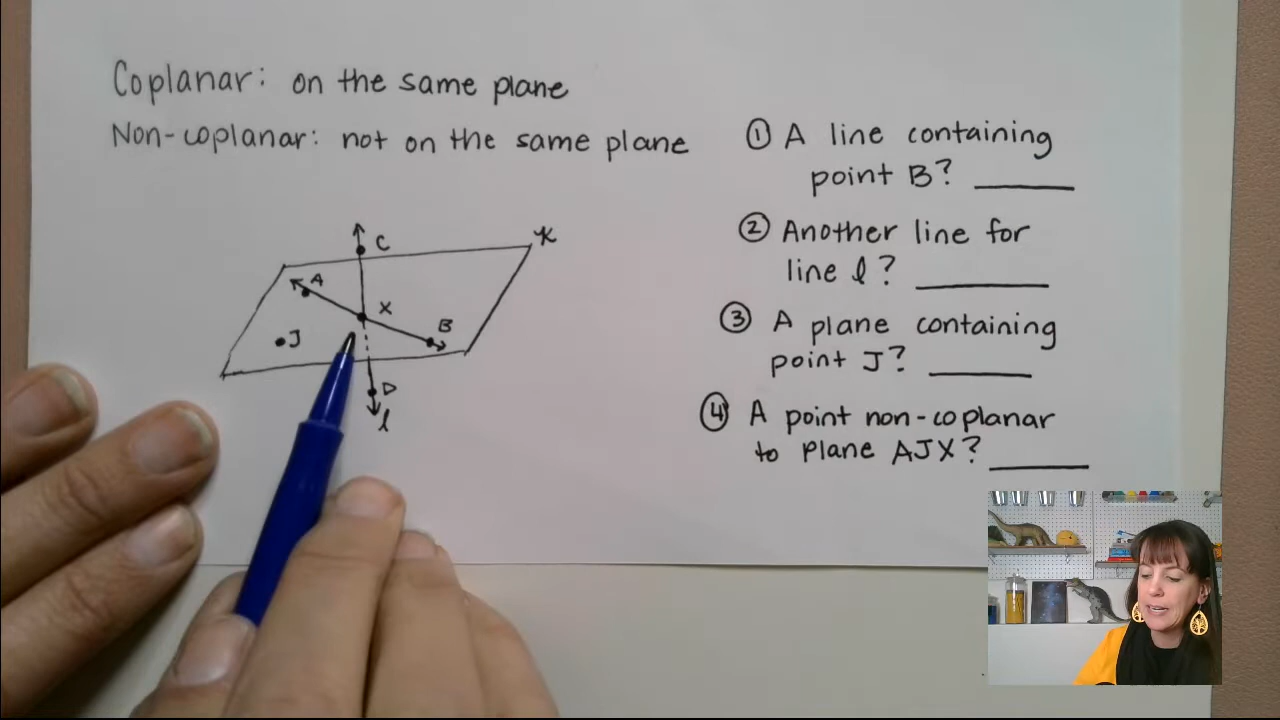 Coplanar: on the same plane
Non-coplanar: not on the same plane
① A line containing
point B? ______
② Another line for
line ℓ? ______
③ A plane containing
point J? ______
④ A point non-coplanar
to plane AJX? ______
C
K
A
X
J
B
D
ℓ